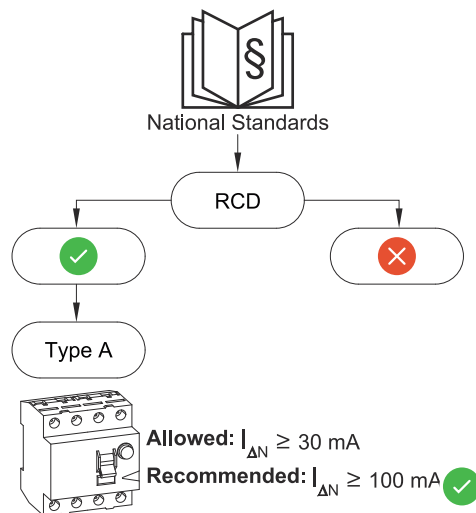 §
National Standards
RCD
Type A
Allowed: IΔN ≥ 30 mA
Recommended: IΔN ≥ 100 mA